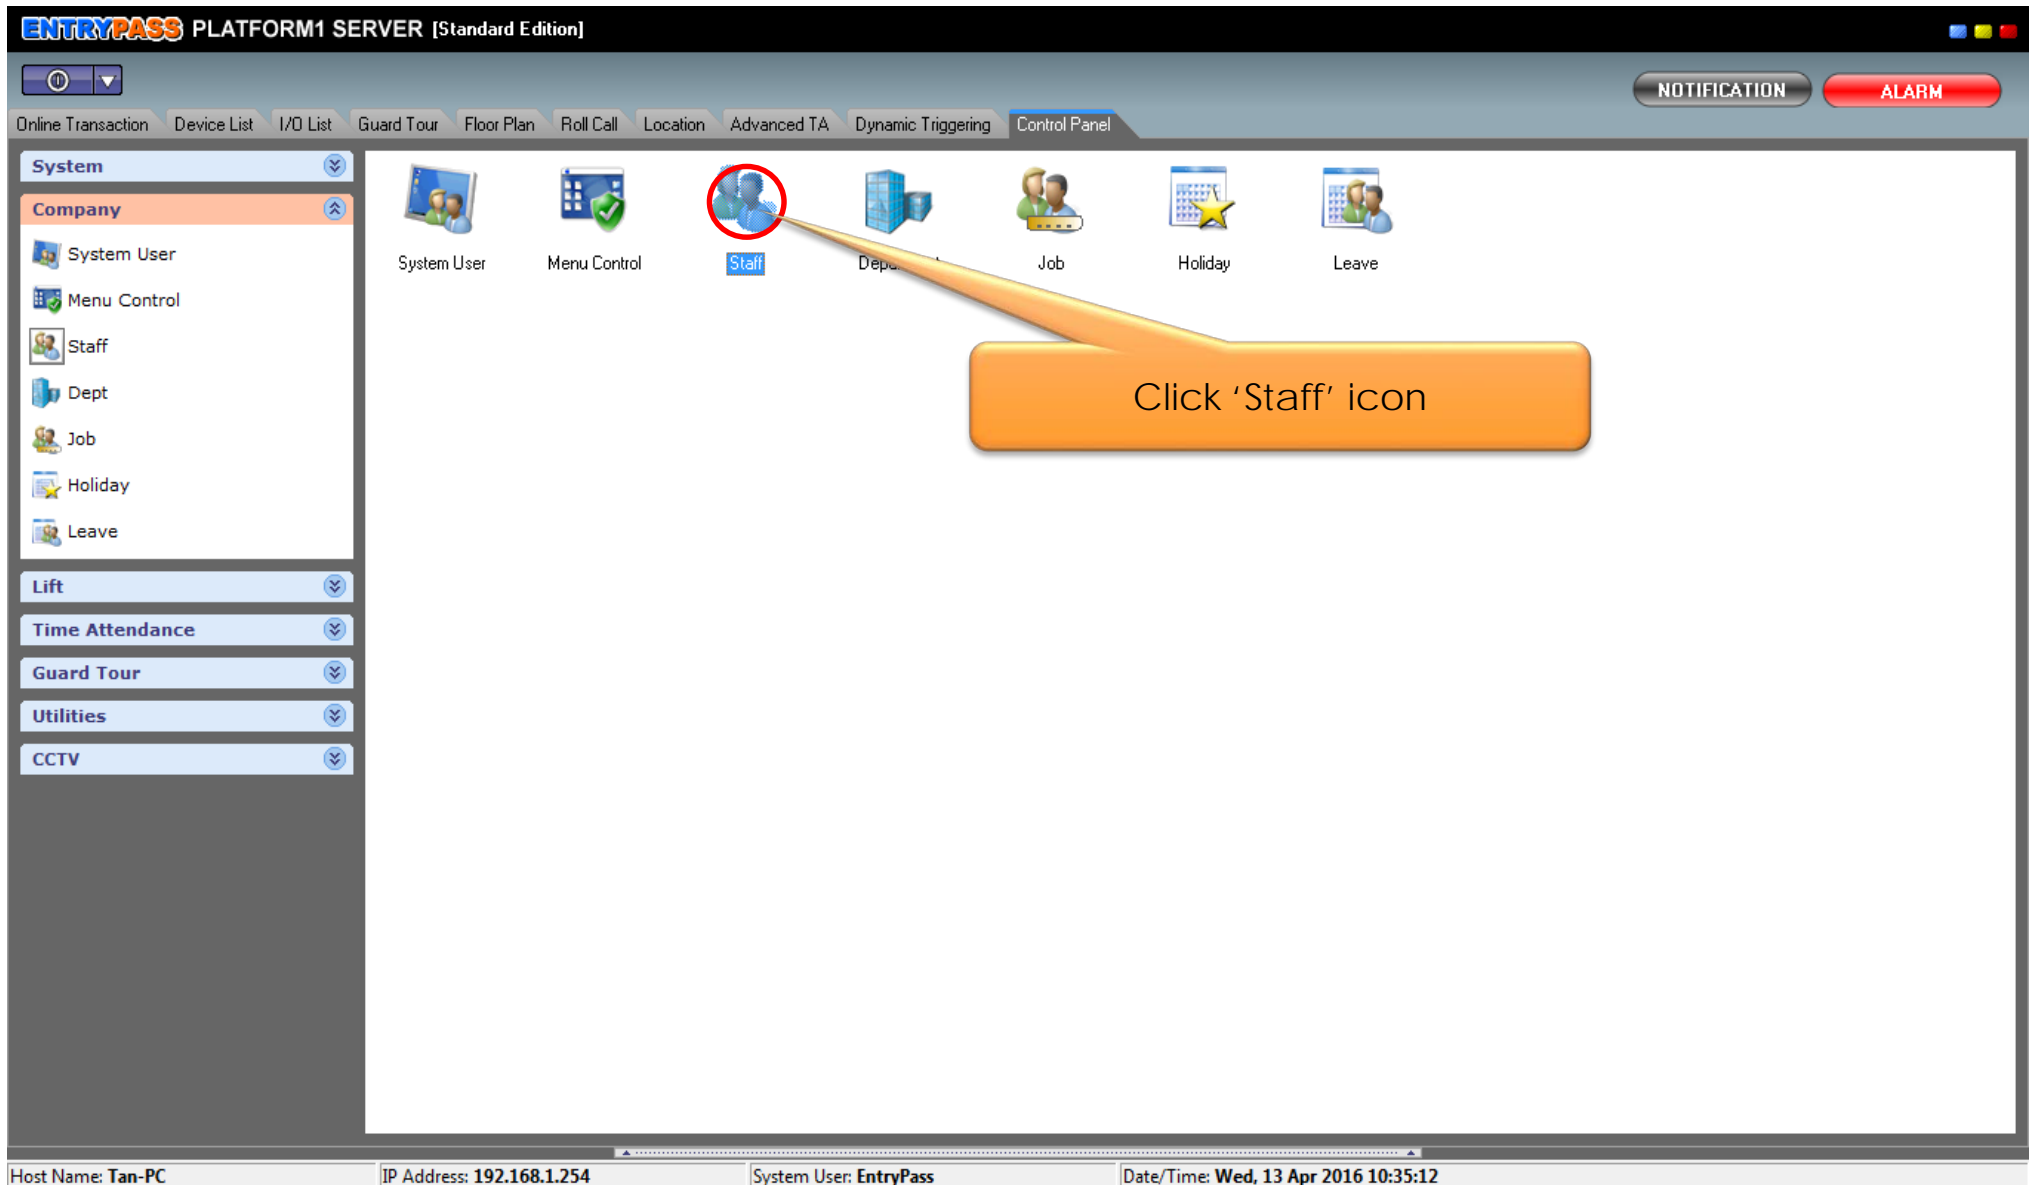 ENTRYPASS PLATFORM1 SERVER [Standard Edition]
NOTIFICATION ALARM
Online Transaction Device List I/O List Guard Tour Floor Plan Roll Call Location Advanced TA Dynamic Triggering Control Panel
System
Company
System User
Menu Control
Staff
Dept
Job
Holiday
Leave
Lift
Time Attendance
Guard Tour
Utilities
CCTV
System User Menu Control Staff Job Holiday Leave
Click ‘Staff’ icon
Host Name: Tan-PC IP Address: 192.168.1.254 System User: EntryPass Date/Time: Wed, 13 Apr 2016 10:35:12